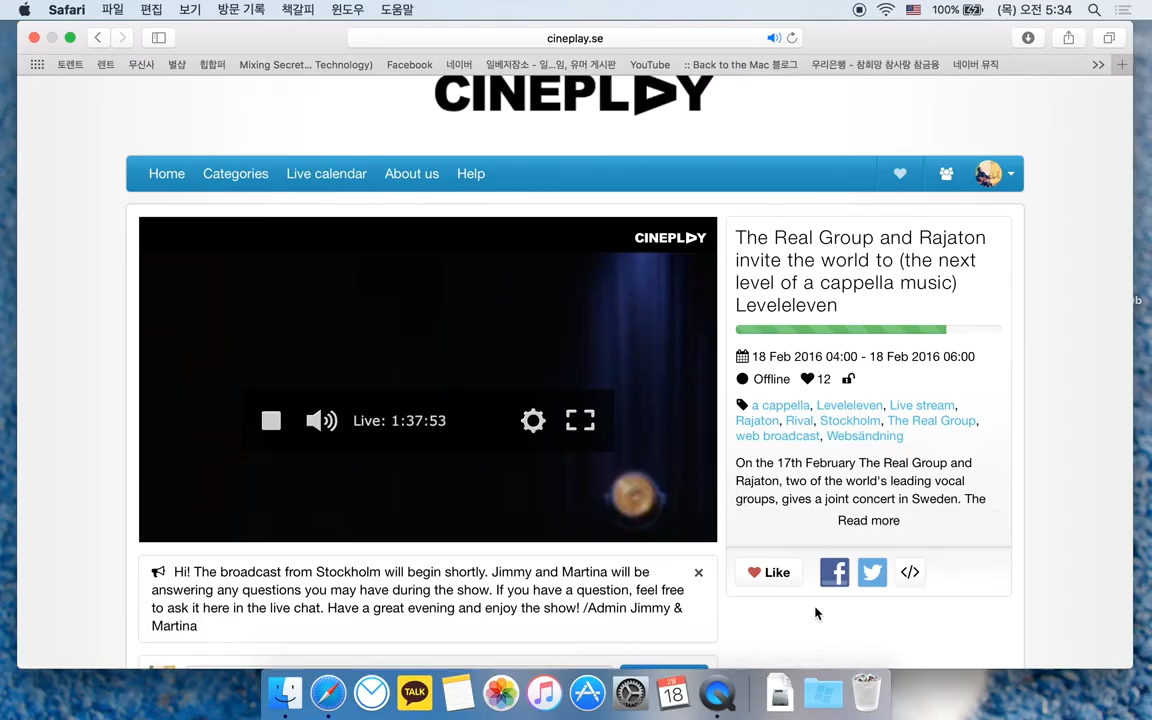 Safari 파일 편집 보기 방문 기록 책갈피 윈도우 도움말 100% (목) 오전 5:34
cineplay.se
토렌트 렌트 무신사 별샵 힙합퍼 Mixing Secret... Technology) Facebook 네이버 일베저장소 - 일...임, 유머 게시판 YouTube :: Back to the Mac 블로그 우리은행 - 참희망 참사랑 참금융 네이버 뮤직
CINEPLAY
Home Categories Live calendar About us Help
CINEPLAY
Live: 1:37:53
The Real Group and Rajaton
invite the world to (the next
level of a cappella music)
Leveleleven
18 Feb 2016 04:00 - 18 Feb 2016 06:00
Offline 12
a cappella, Leveleleven, Live stream,
Rajaton, Rival, Stockholm, The Real Group,
web broadcast, Websändning
On the 17th February The Real Group and
Rajaton, two of the world's leading vocal
groups, gives a joint concert in Sweden. The
Read more
Like f </>
Hi! The broadcast from Stockholm will begin shortly. Jimmy and Martina will be
answering any questions you may have during the show. If you have a question, feel free
to ask it here in the live chat. Have a great evening and enjoy the show! /Admin Jimmy &
Martina
TALK
2월
18